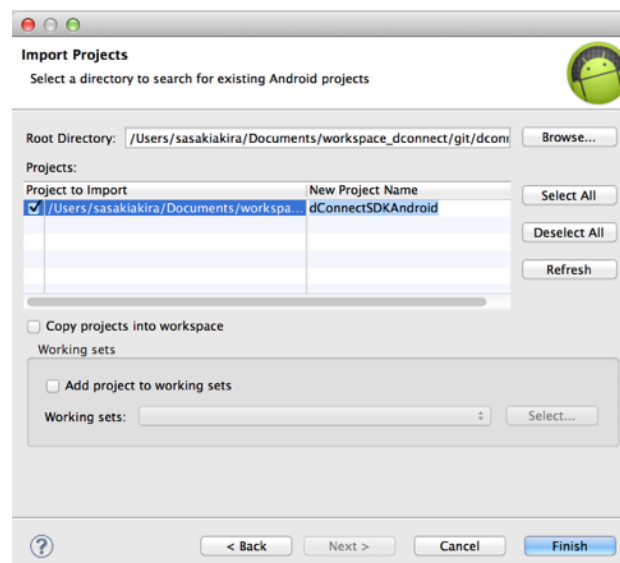 Import Projects
Select a directory to search for existing Android projects
Root Directory: /Users/sasakiakira/Documents/workspace_dconnect/git/dconn Browse...
Projects:
Project to Import New Project Name
/Users/sasakiakira/Documents/workspa... dConnectSDKAndroid
Select All
Deselect All
Refresh
Copy projects into workspace
Working sets
Add project to working sets
Working sets: Select...
? < Back Next > Cancel Finish